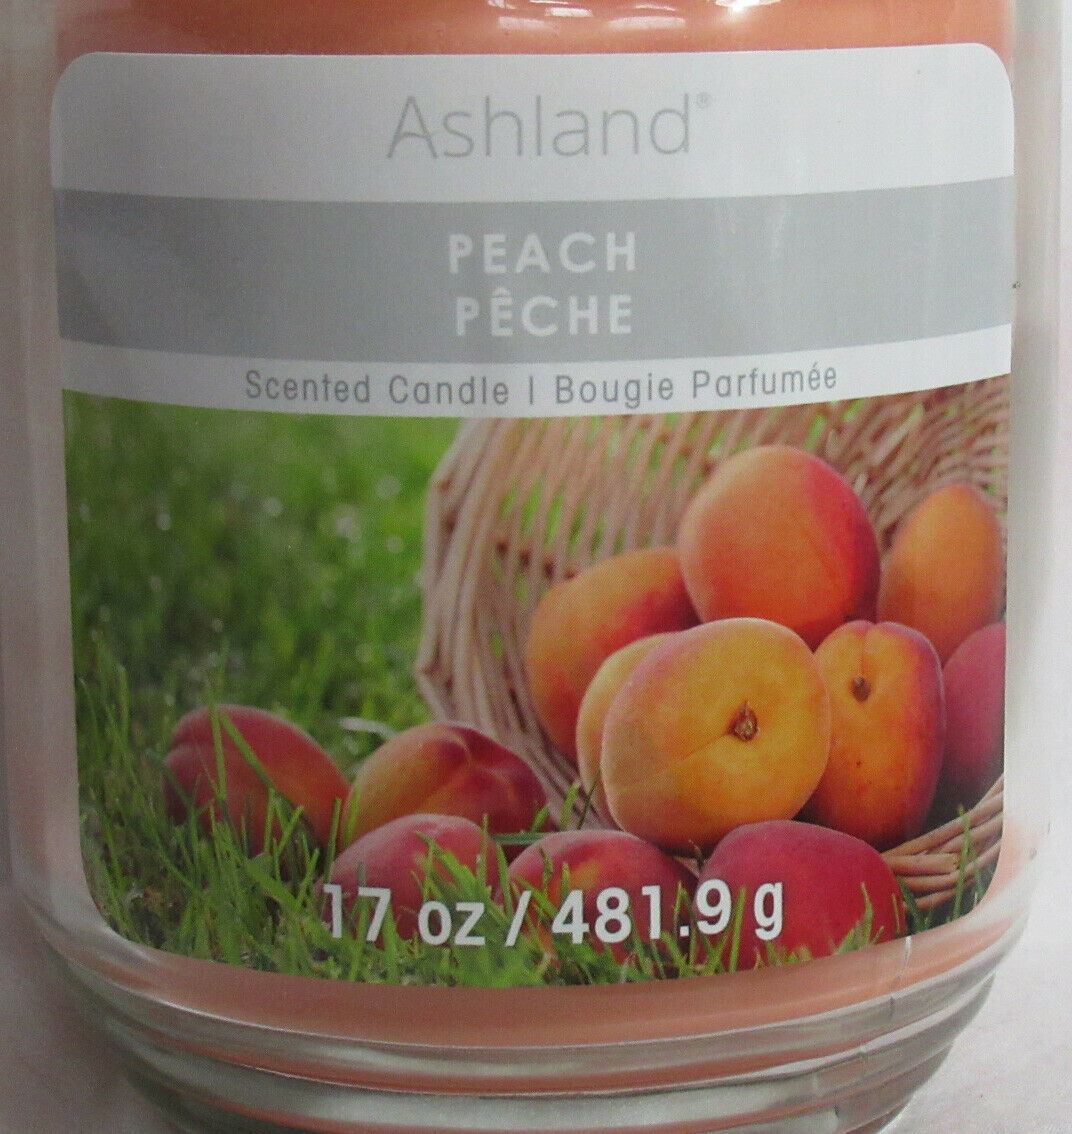 Ashland®
PEACH
PÊCHE
Scented Candle | Bougie Parfumée
17 oz / 481.9 g